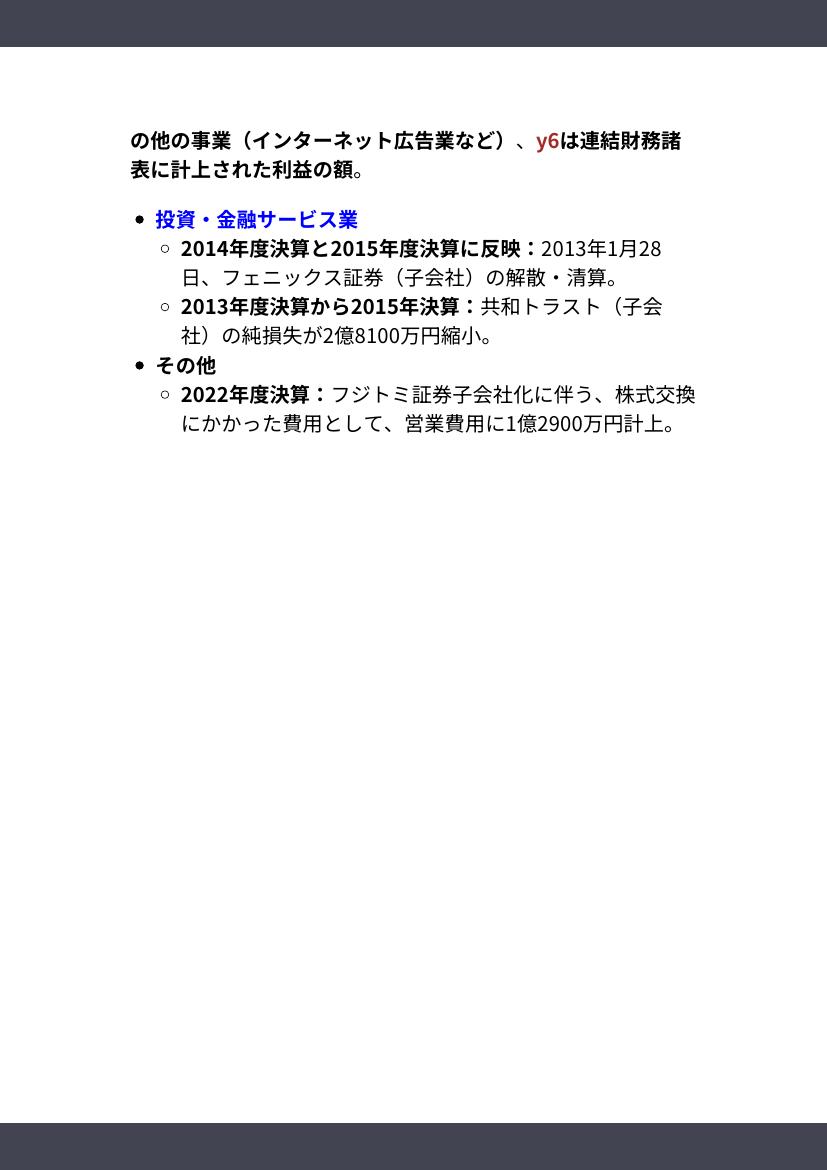 の他の事業（インターネット広告業など）、y6は連結財務諸
表に計上された利益の額。
• 投資・金融サービス業
○ 2014年度決算と2015年度決算に反映：2013年1月28
日、フェニックス証券（子会社）の解散・清算。
○ 2013年度決算から2015年決算：共和トラスト（子会
社）の純損失が2億8100万円縮小。
• その他
○ 2022年度決算：フジトミ証券子会社化に伴う、株式交換
にかかった費用として、営業費用に1億2900万円計上。